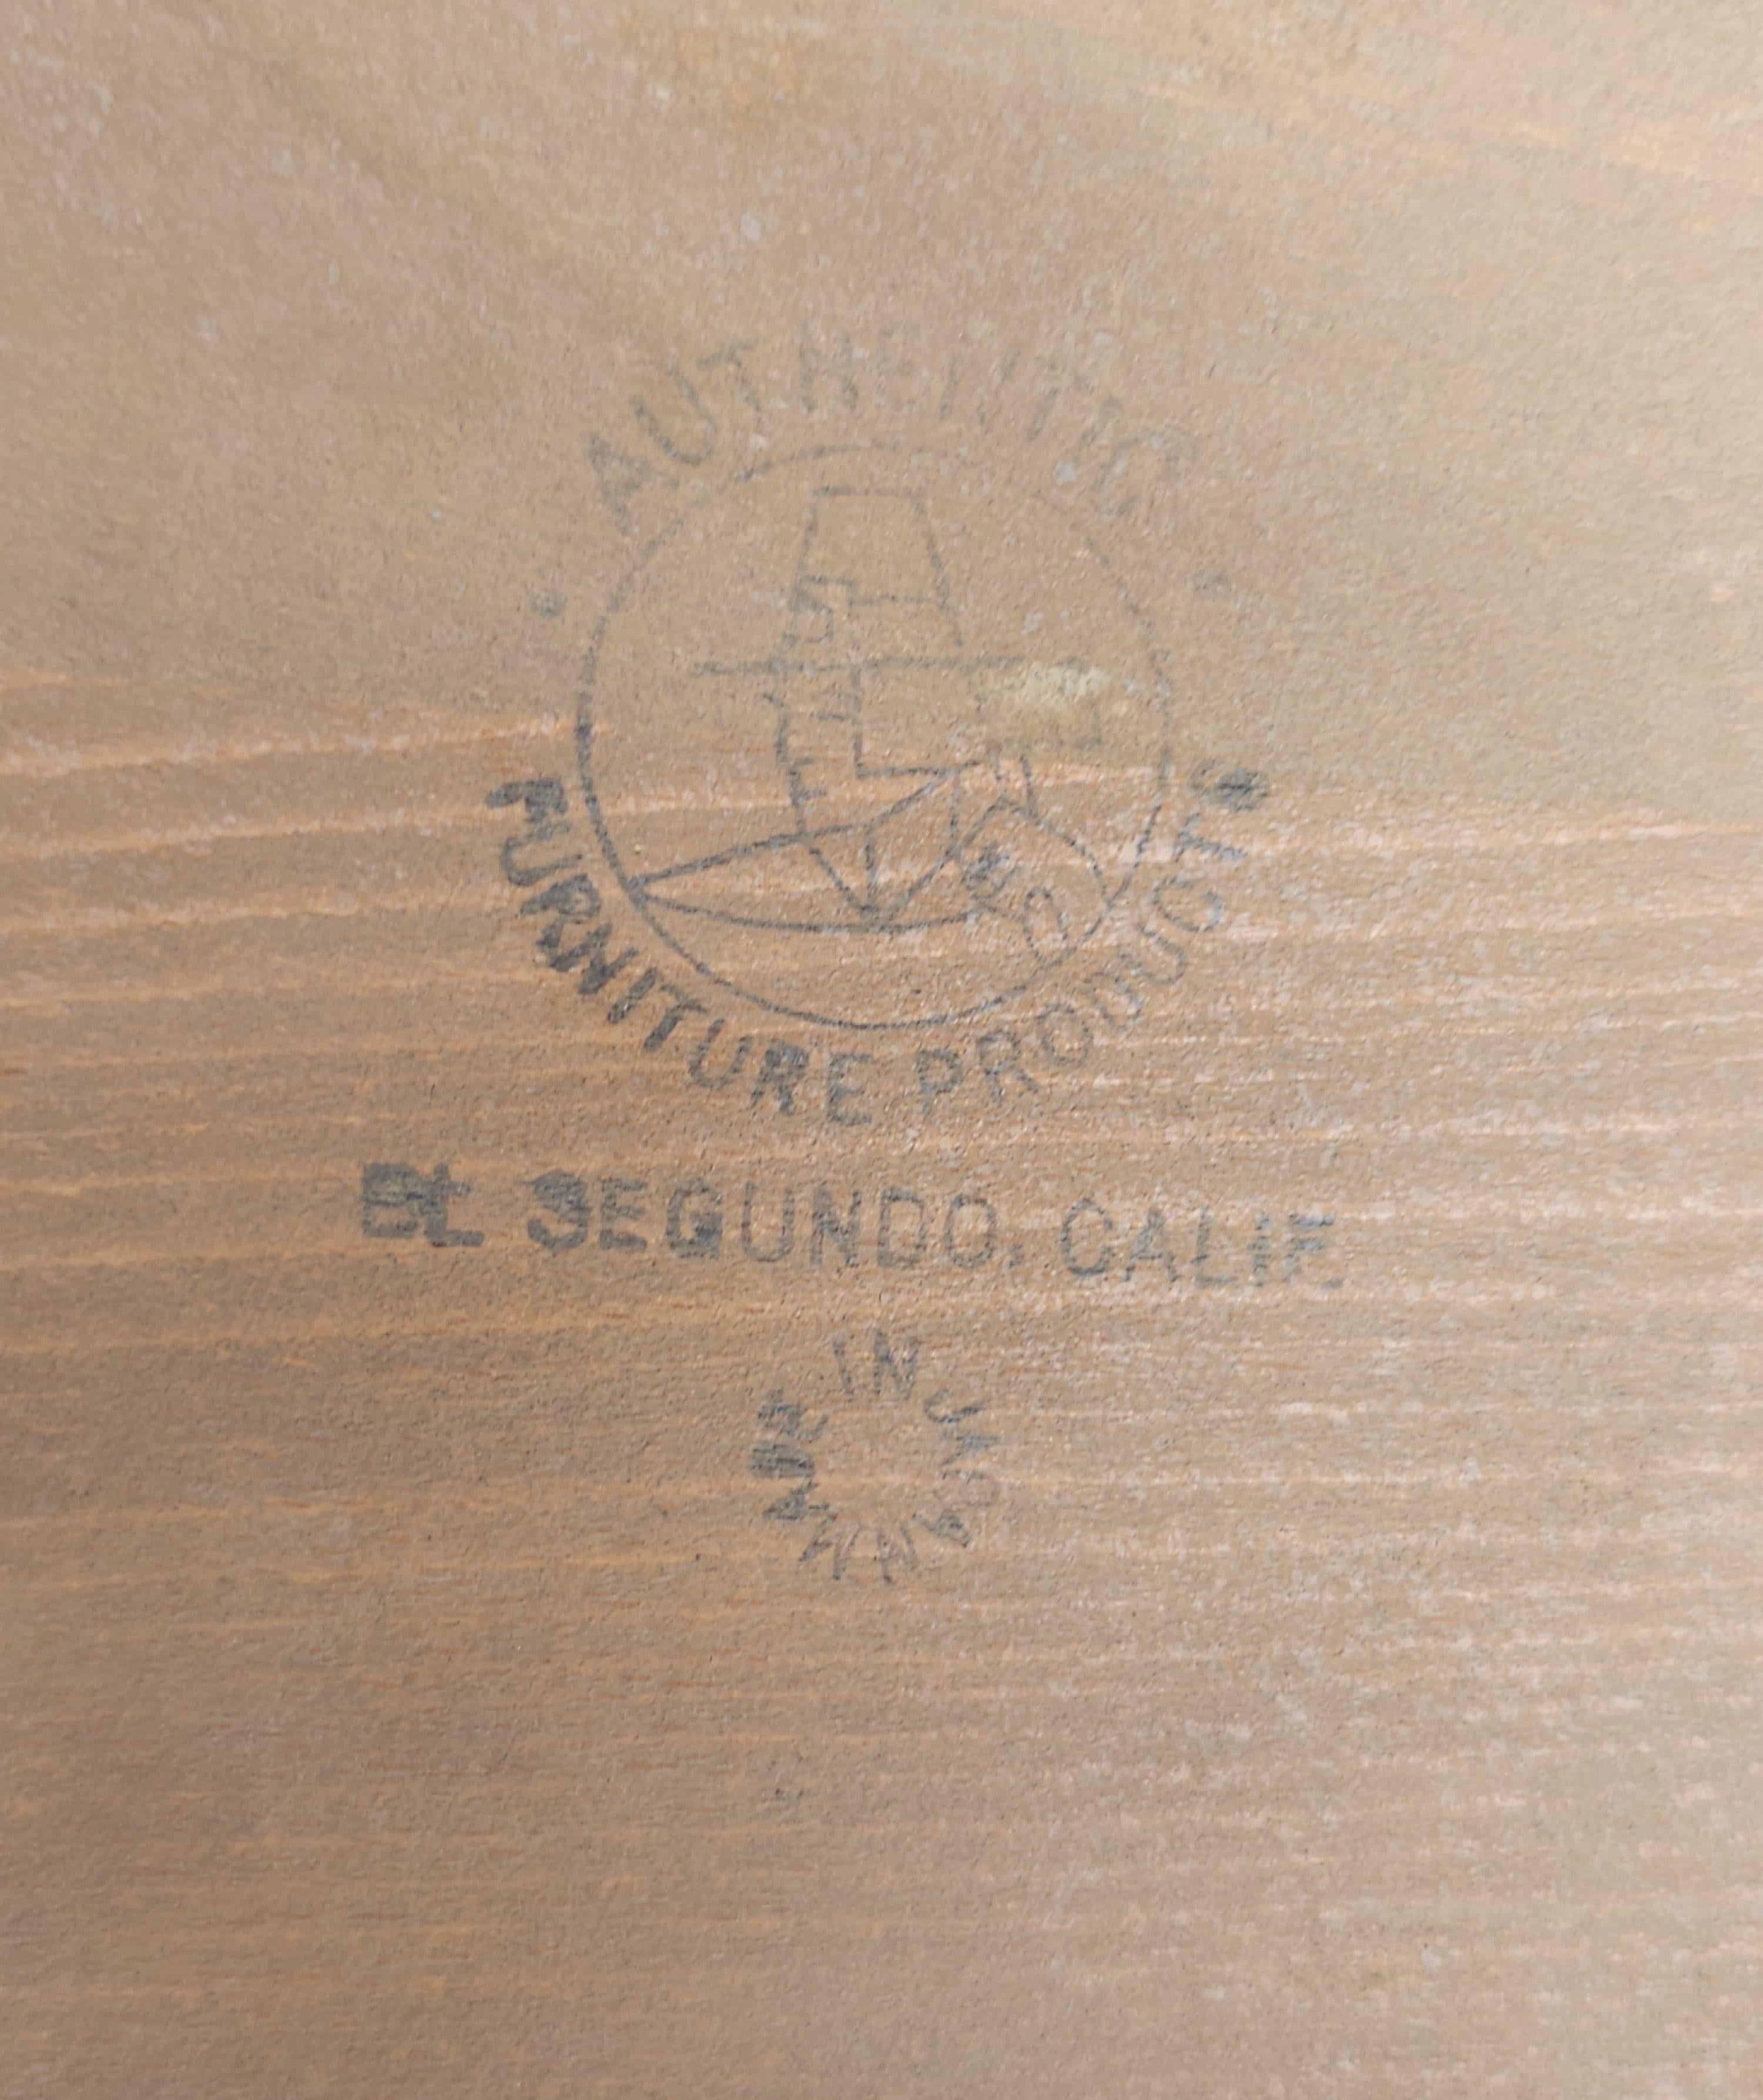 AUTHENTIC
FURNITURE PRODUCTS
EL SEGUNDO, CALIF.
MADE IN JAPAN